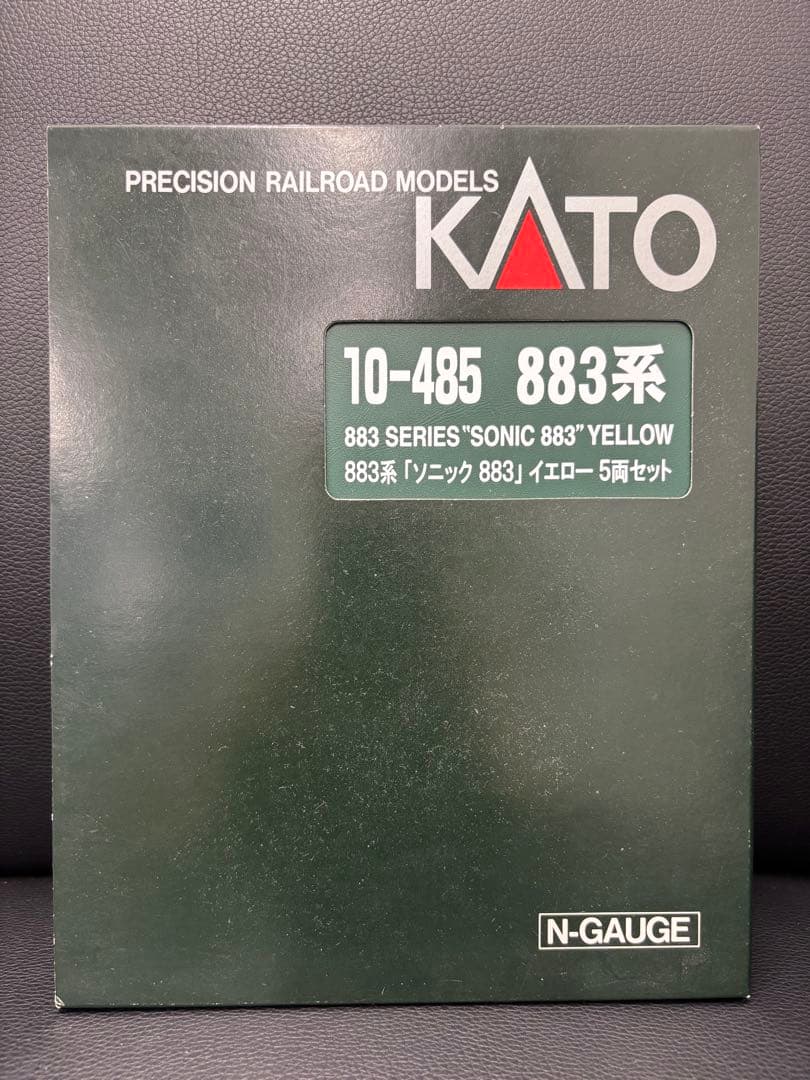 PRECISION RAILROAD MODELS
KATO
10-485 883系
883 SERIES "SONIC 883" YELLOW
883系「ソニック 883」イエロー 5両セット
N-GAUGE